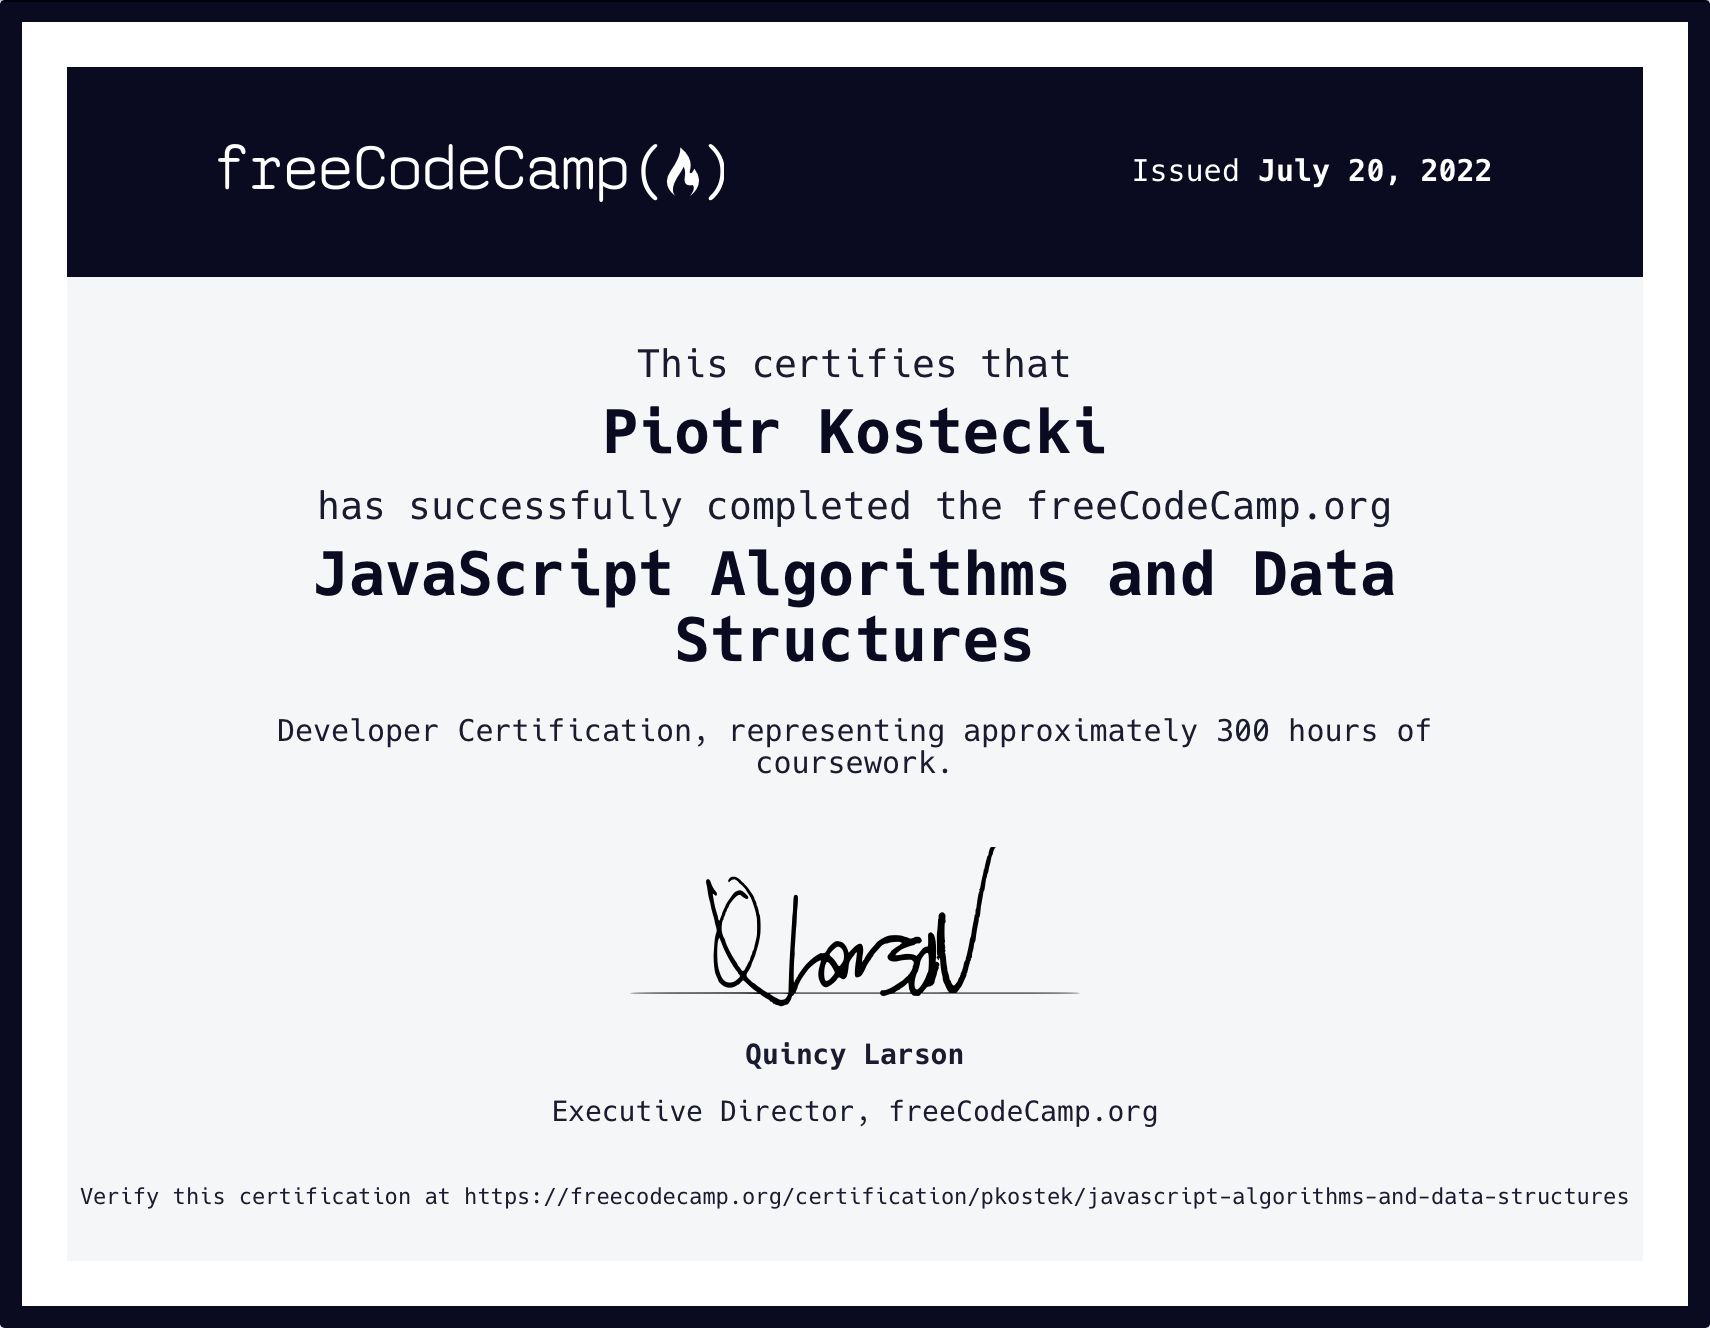 freeCodeCamp(🔥)
Issued July 20, 2022
This certifies that
Piotr Kostecki
has successfully completed the freeCodeCamp.org
JavaScript Algorithms and Data
Structures
Developer Certification, representing approximately 300 hours of
coursework.
Q Larson
Quincy Larson
Executive Director, freeCodeCamp.org
Verify this certification at https://freecodecamp.org/certification/pkostek/javascript-algorithms-and-data-structures